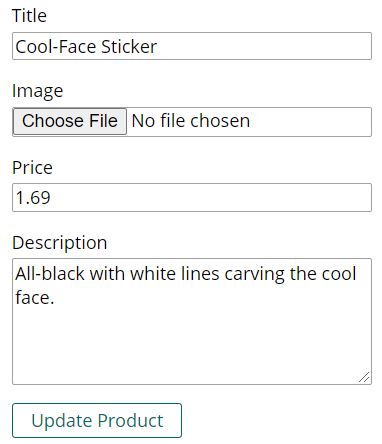 Title
Cool-Face Sticker
Image
Choose File No file chosen
Price
1.69
Description
All-black with white lines carving the cool
face.
Update Product